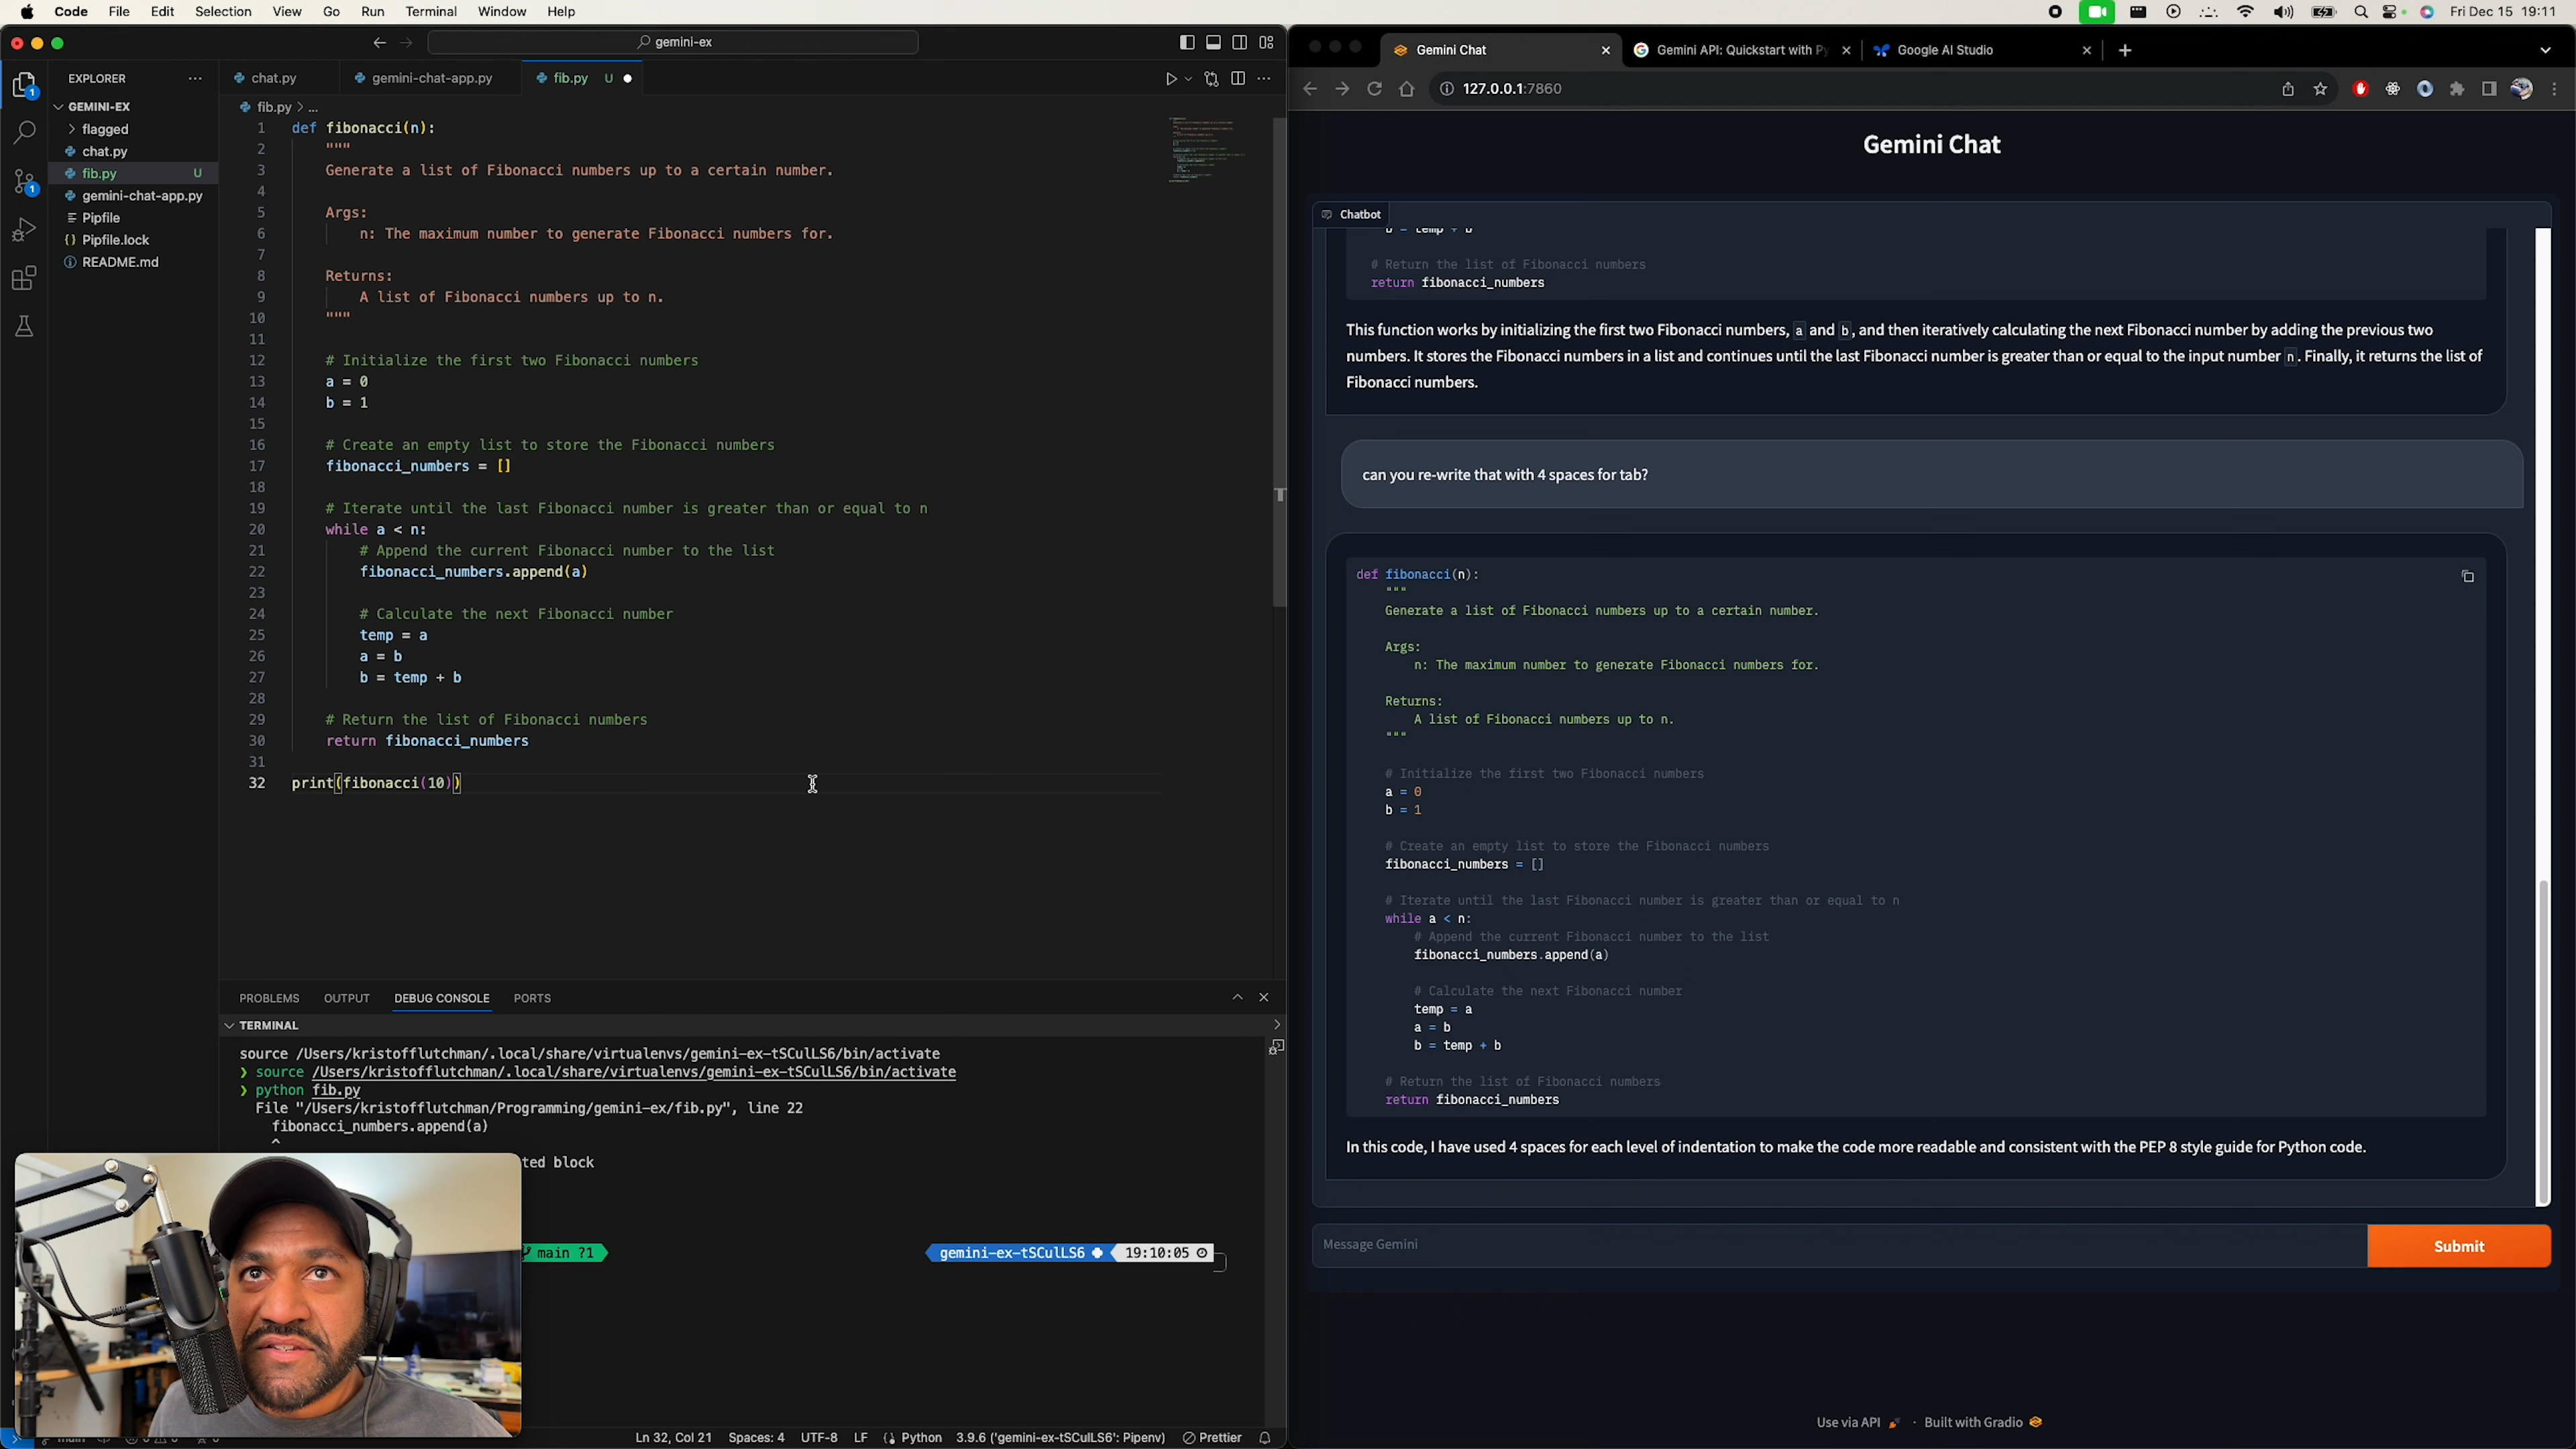 Code File Edit Selection View Go Run Terminal Window Help
Fri Dec 15 19:11
gemini-ex
EXPLORER
GEMINI-EX
flagged
chat.py
fib.py U
gemini-chat-app.py
Pipfile
Pipfile.lock
README.md
1
1
chat.py gemini-chat-app.py fib.py U
fib.py > ...
1 def fibonacci(n):
2 """
3 Generate a list of Fibonacci numbers up to a certain number.
4
5 Args:
6 n: The maximum number to generate Fibonacci numbers for.
7
8 Returns:
9 A list of Fibonacci numbers up to n.
10 """
11
12 # Initialize the first two Fibonacci numbers
13 a = 0
14 b = 1
15
16 # Create an empty list to store the Fibonacci numbers
17 fibonacci_numbers = []
18
19 # Iterate until the last Fibonacci number is greater than or equal to n
20 while a < n:
21 # Append the current Fibonacci number to the list
22 fibonacci_numbers.append(a)
23
24 # Calculate the next Fibonacci number
25 temp = a
26 a = b
27 b = temp + b
28
29 # Return the list of Fibonacci numbers
30 return fibonacci_numbers
31
32 print(fibonacci(10))
PROBLEMS OUTPUT DEBUG CONSOLE PORTS
TERMINAL
source /Users/kristofflutchman/.local/share/virtualenvs/gemini-ex-tSCulLS6/bin/activate
❯ source /Users/kristofflutchman/.local/share/virtualenvs/gemini-ex-tSCulLS6/bin/activate
❯ python fib.py
File "/Users/kristofflutchman/Programming/gemini-ex/fib.py", line 22
fibonacci_numbers.append(a)
^
ted block
main ?1
gemini-ex-tSCulLS6 19:10:05
Ln 32, Col 21 Spaces: 4 UTF-8 LF Python 3.9.6 ('gemini-ex-tSCulLS6': Pipenv) Prettier
Gemini Chat
Gemini API: Quickstart with Py
Google AI Studio
127.0.0.1:7860
Gemini Chat
Chatbot
b = temp + b
# Return the list of Fibonacci numbers
return fibonacci_numbers
This function works by initializing the first two Fibonacci numbers, a and b, and then iteratively calculating the next Fibonacci number by adding the previous two
numbers. It stores the Fibonacci numbers in a list and continues until the last Fibonacci number is greater than or equal to the input number n. Finally, it returns the list of
Fibonacci numbers.
can you re-write that with 4 spaces for tab?
def fibonacci(n):
"""
Generate a list of Fibonacci numbers up to a certain number.
Args:
n: The maximum number to generate Fibonacci numbers for.
Returns:
A list of Fibonacci numbers up to n.
"""
# Initialize the first two Fibonacci numbers
a = 0
b = 1
# Create an empty list to store the Fibonacci numbers
fibonacci_numbers = []
# Iterate until the last Fibonacci number is greater than or equal to n
while a < n:
# Append the current Fibonacci number to the list
fibonacci_numbers.append(a)
# Calculate the next Fibonacci number
temp = a
a = b
b = temp + b
# Return the list of Fibonacci numbers
return fibonacci_numbers
In this code, I have used 4 spaces for each level of indentation to make the code more readable and consistent with the PEP 8 style guide for Python code.
Message Gemini
Submit
Use via API · Built with Gradio